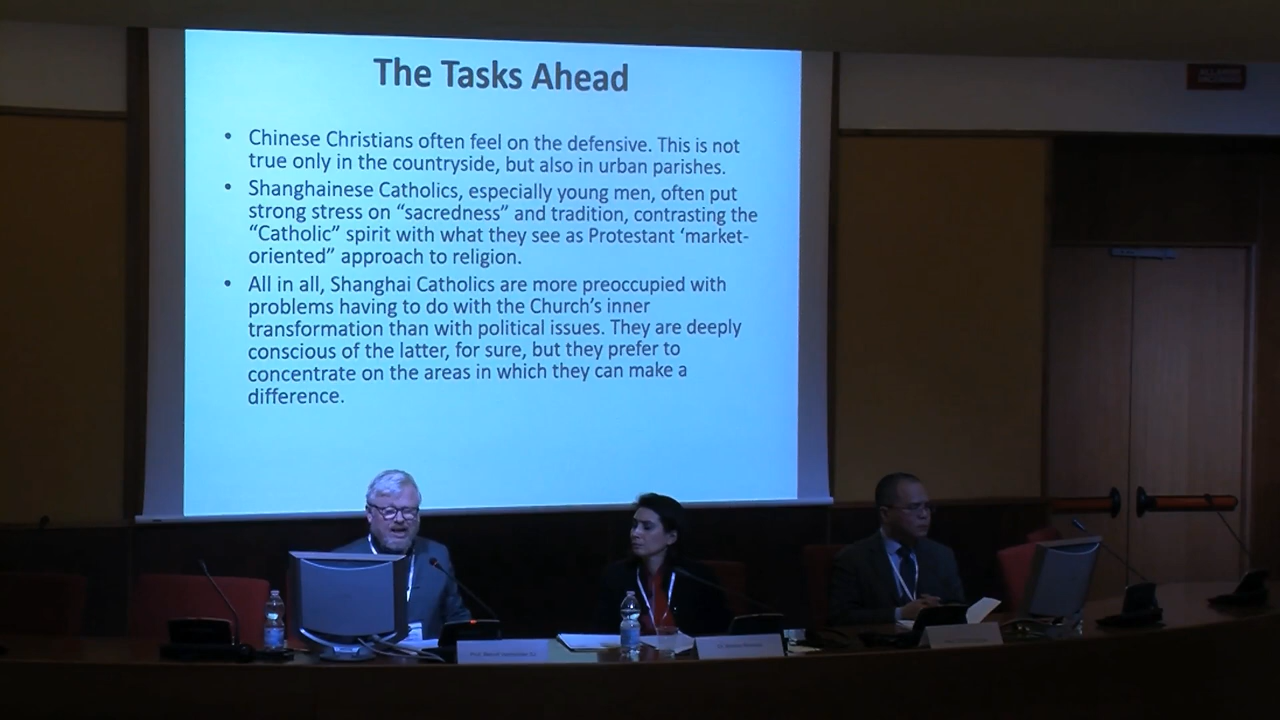 The Tasks Ahead
• Chinese Christians often feel on the defensive. This is not
true only in the countryside, but also in urban parishes.
• Shanghainese Catholics, especially young men, often put
strong stress on “sacredness” and tradition, contrasting the
“Catholic” spirit with what they see as Protestant ‘market-
oriented” approach to religion.
• All in all, Shanghai Catholics are more preoccupied with
problems having to do with the Church’s inner
transformation than with political issues. They are deeply
conscious of the latter, for sure, but they prefer to
concentrate on the areas in which they can make a
difference.